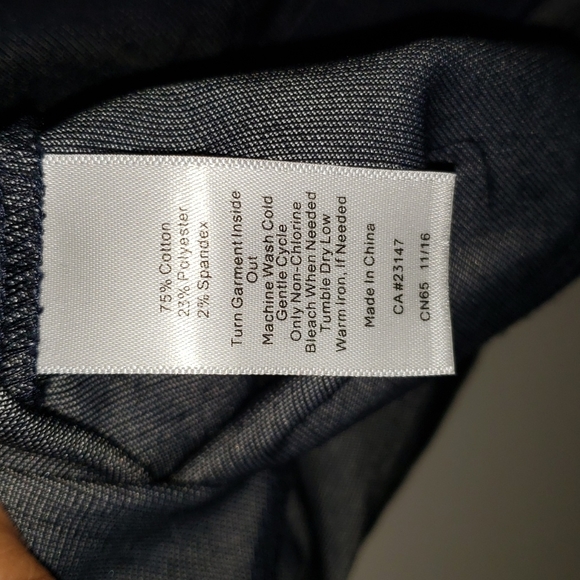 75% Cotton
23% Polyester
2% Spandex
Turn Garment Inside
Out
Machine Wash Cold
Gentle Cycle
Only Non-Chlorine
Bleach When Needed
Tumble Dry Low
Warm Iron, If Needed
Made In China
CA #23147
CN65 11/16